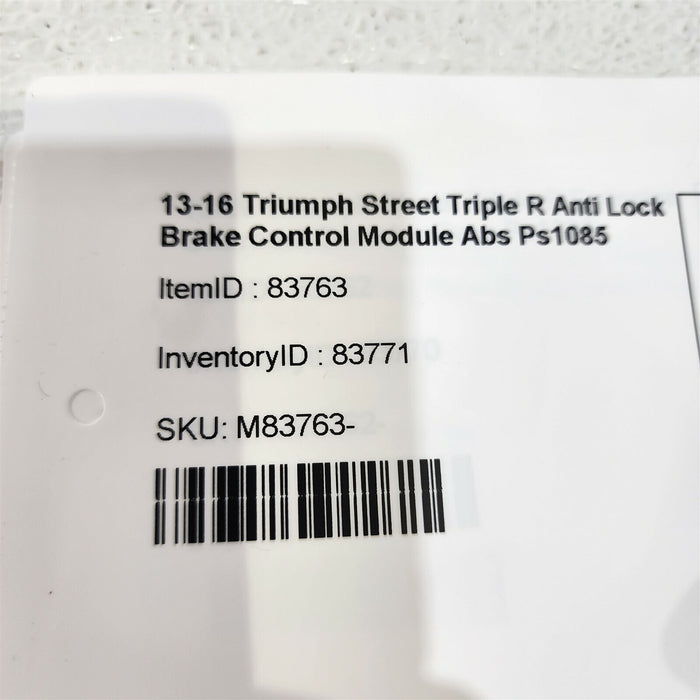 13-16 Triumph Street Triple R Anti Lock
Brake Control Module Abs Ps1085
ItemID : 83763
InventoryID : 83771
SKU: M83763-